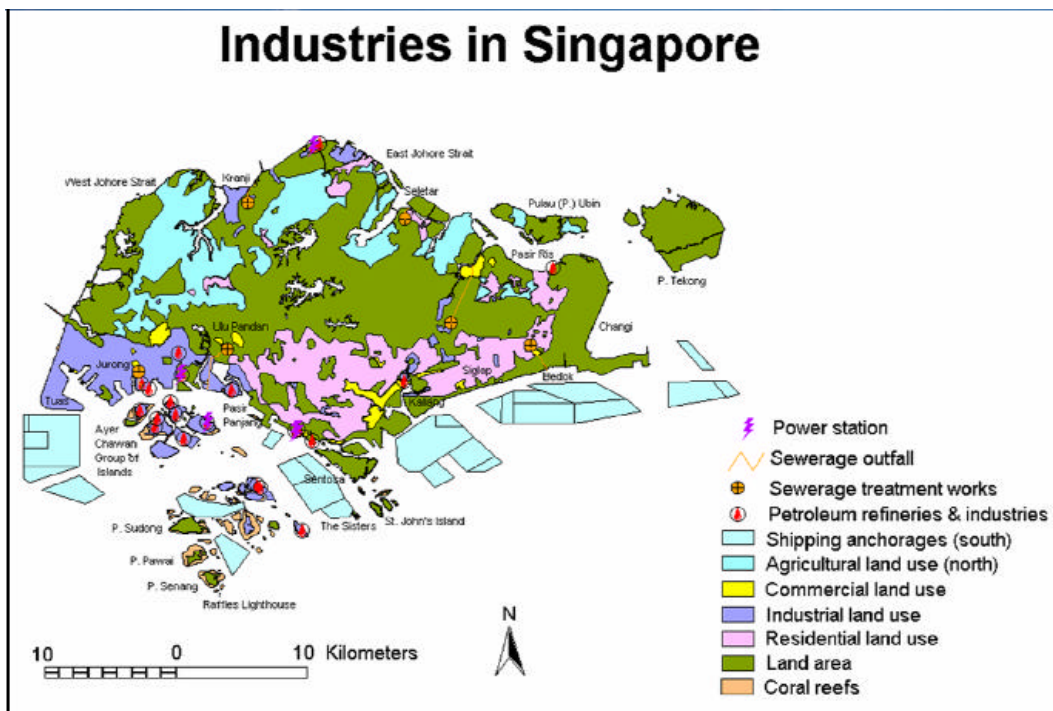 Industries in Singapore
East Johore Strait
West Johore Strait
Kranji
Seletar
Pulau (P.) Ubin
Pasir Ris
P. Tekong
Changi
Ulu Pandan
Jurong
Siglap
Bedok
Tuas
Kallang
Pasir
Panjang
Ayer
Chawan
Group of
Islands
Sentosa
St. John's Island
The Sisters
P. Sudong
P. Pawai
P. Senang
Raffles Lighthouse
Power station
Sewerage outfall
Sewerage treatment works
Petroleum refineries & industries
Shipping anchorages (south)
Agricultural land use (north)
Commercial land use
Industrial land use
Residential land use
Land area
Coral reefs
N
10 0 10 Kilometers